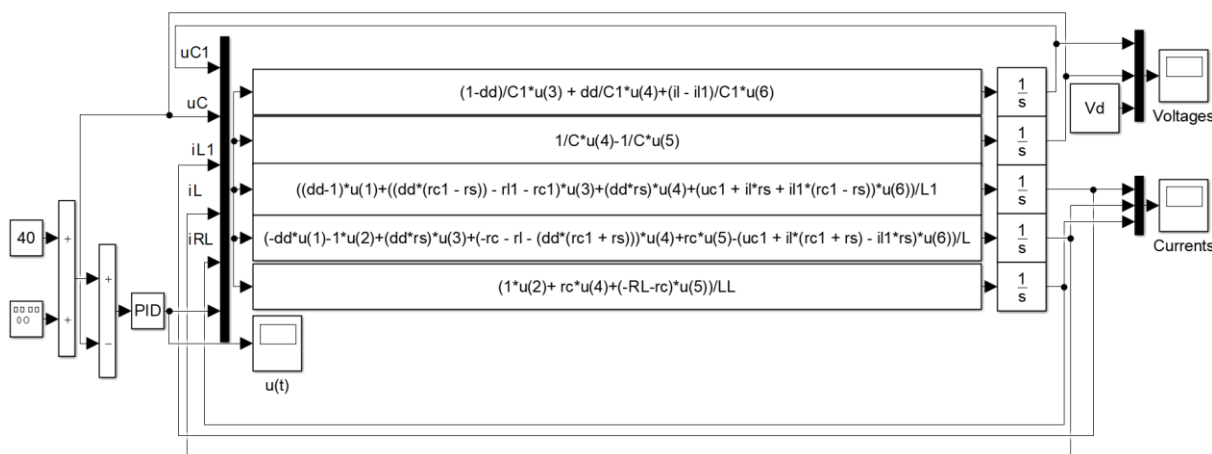 uC1
uC
iL1
iL
iRL
(1-dd)/C1*u(3) + dd/C1*u(4)+(il - il1)/C1*u(6)
1/C*u(4)-1/C*u(5)
((dd-1)*u(1)+((dd*(rc1 - rs)) - rl1 - rc1)*u(3)+(dd*rs)*u(4)+(uc1 + il*rs + il1*(rc1 - rs))*u(6))/L1
(-dd*u(1)-1*u(2)+(dd*rs)*u(3)+(-rc - rl - (dd*(rc1 + rs)))*u(4)+rc*u(5)-(uc1 + il*(rc1 + rs) - il1*rs)*u(6))/L
(1*u(2)+ rc*u(4)+(-RL-rc)*u(5))/LL
1
s
1
s
1
s
1
s
1
s
Vd
Voltages
Currents
40
+
+
+
−
PID
u(t)